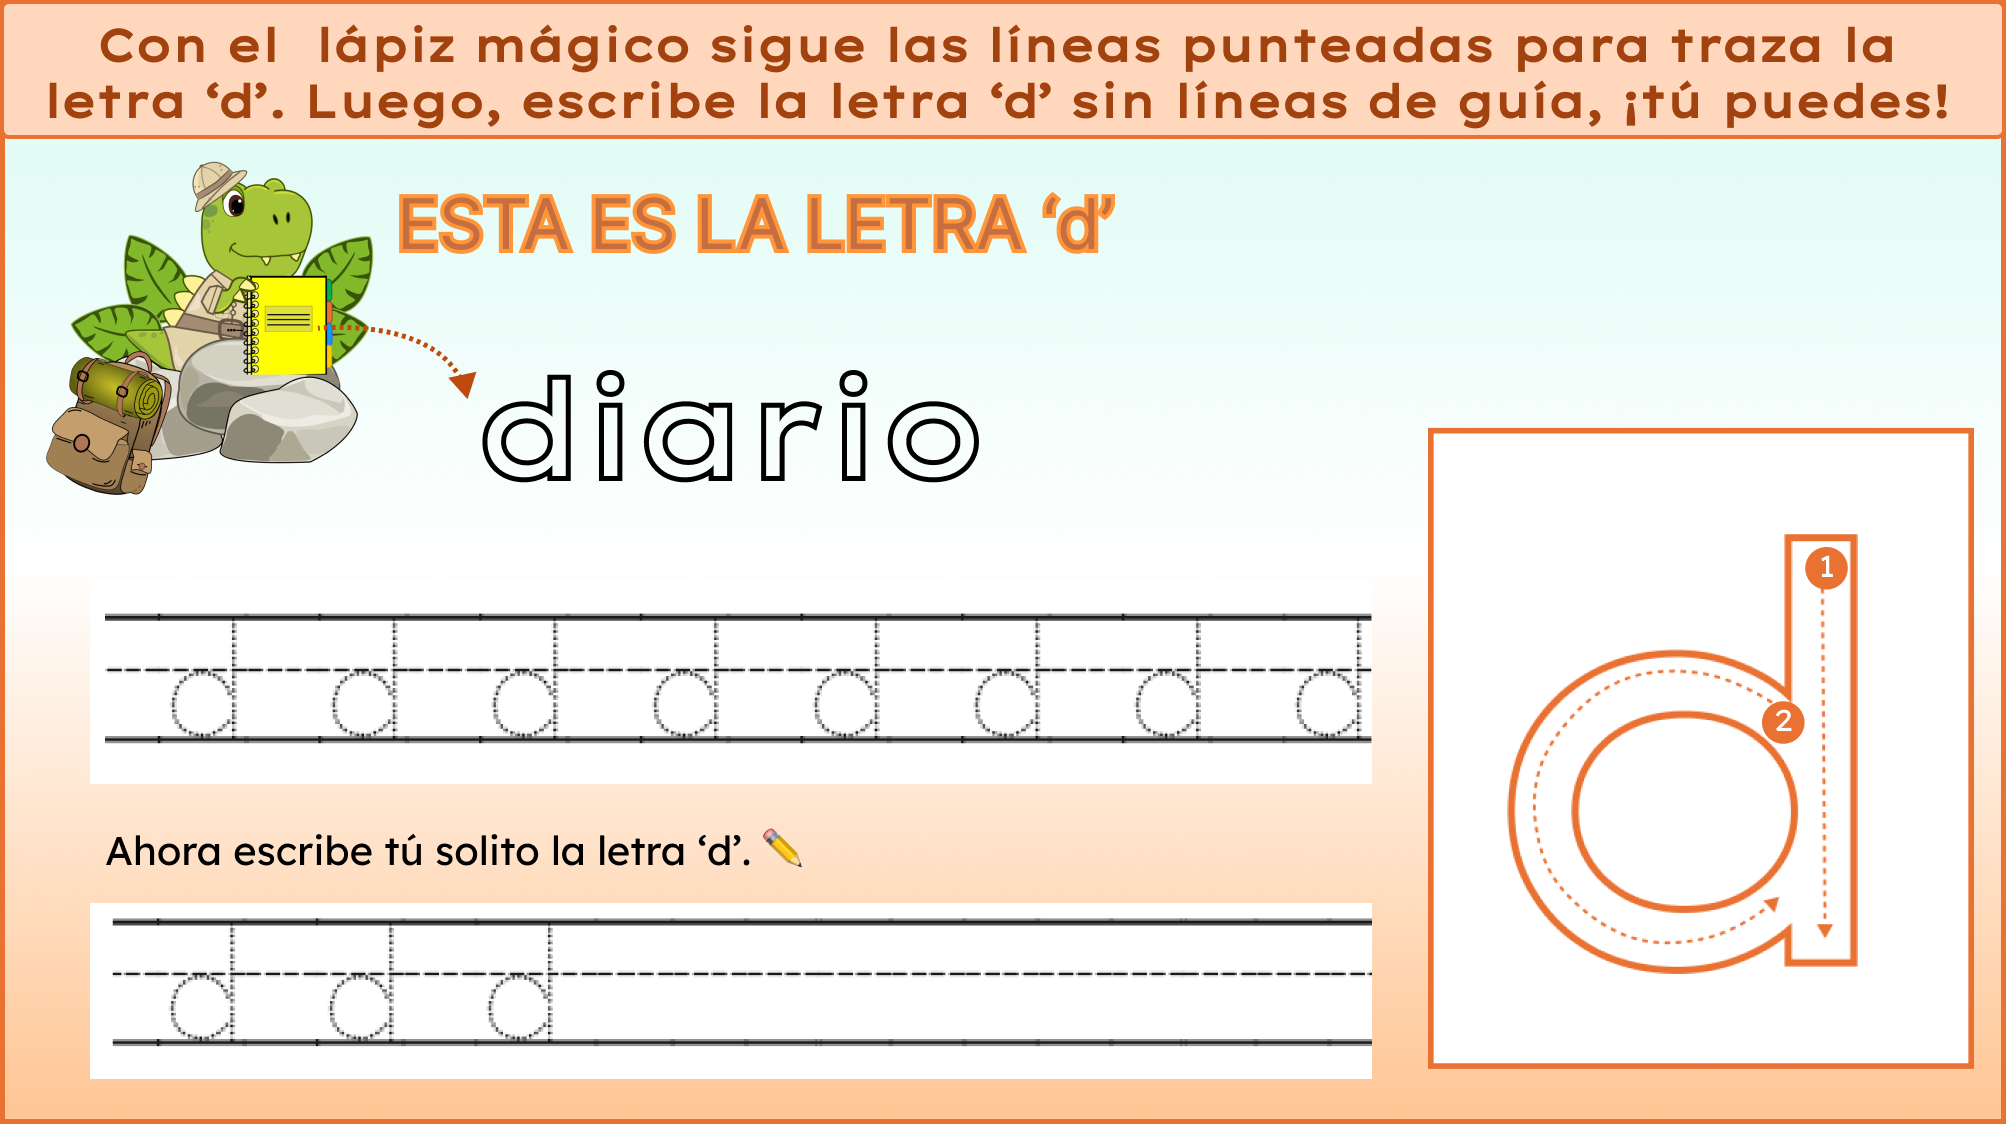 Con el  lápiz mágico sigue las líneas punteadas para traza la
letra ‘d’. Luego, escribe la letra ‘d’ sin líneas de guía, ¡tú puedes!
ESTA ES LA LETRA ‘d’
diario
d d d d d d d d
Ahora escribe tú solito la letra ‘d’. ✏️
d d d
d
1
2